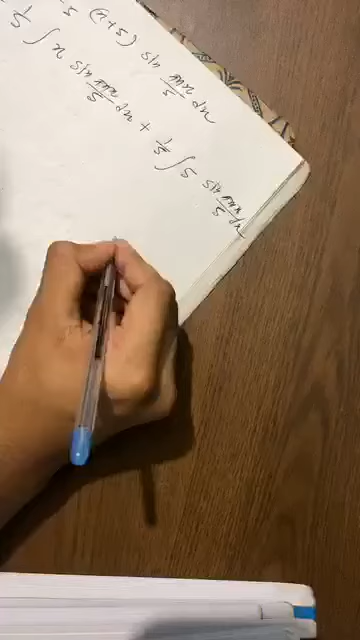 (5+x) sin nπx/5 dx
1/5 ∫ x sin nπx/5 dx + 1/5 ∫ 5 sin nπx/5 dx